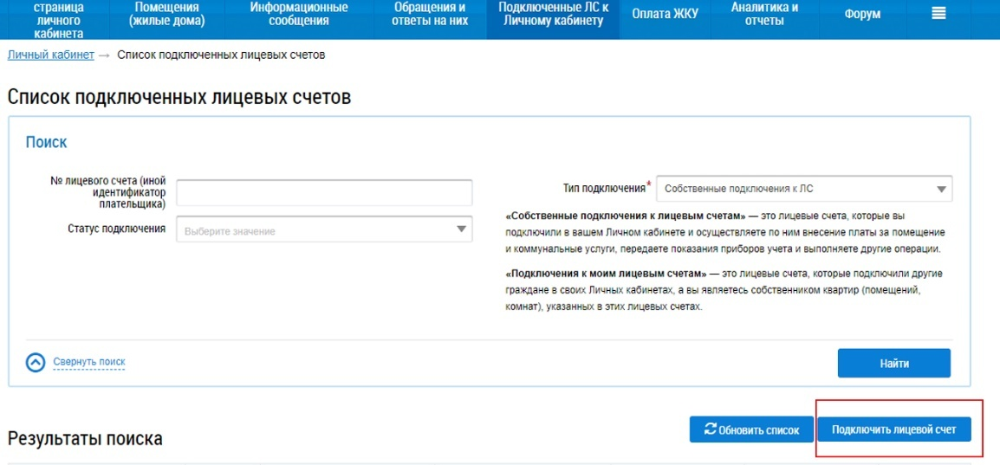 страница
личного
кабинета
Помещения
(жилые дома)
Информационные
сообщения
Обращения и
ответы на них
Подключенные ЛС к
Личному кабинету
Оплата ЖКУ
Аналитика и
отчеты
Форум
Личный кабинет → Список подключенных лицевых счетов
Список подключенных лицевых счетов
Поиск
№ лицевого счета (иной
идентификатор
плательщика)
Статус подключения
Выберите значение
Тип подключения*
Собственные подключения к ЛС
«Собственные подключения к лицевым счетам» — это лицевые счета, которые вы
подключили в вашем Личном кабинете и осуществляете по ним внесение платы за помещение
и коммунальные услуги, передаете показания приборов учета и выполняете другие операции.
«Подключения к моим лицевым счетам» — это лицевые счета, которые подключили другие
граждане в своих Личных кабинетах, а вы являетесь собственником квартир (помещений,
комнат), указанных в этих лицевых счетах.
Свернуть поиск
Найти
Результаты поиска
Обновить список
Подключить лицевой счет